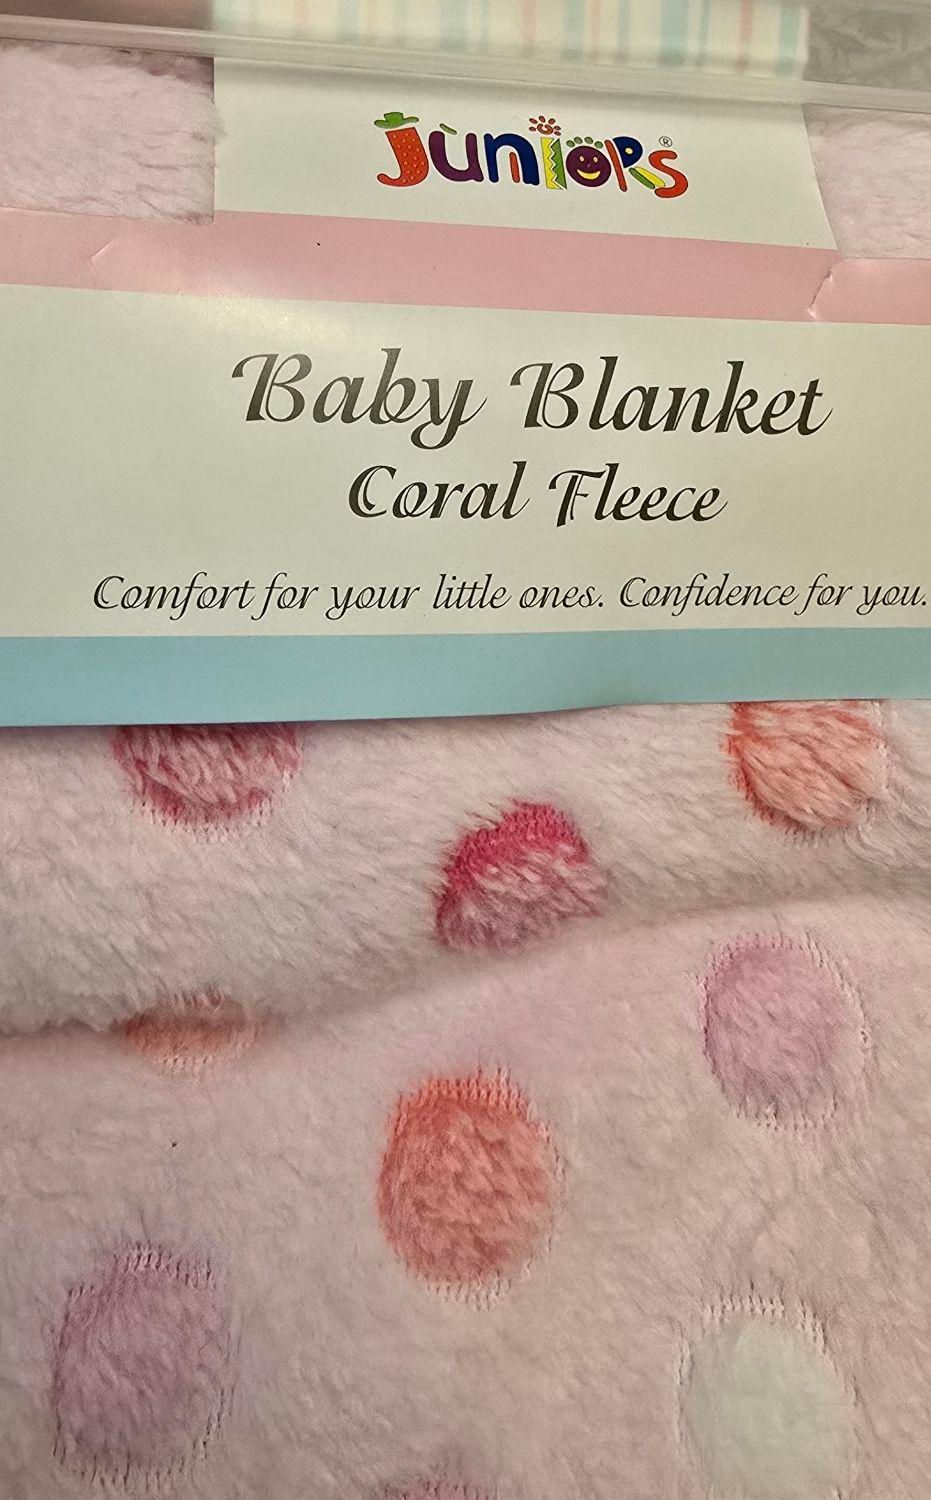 Juniors®
Baby Blanket
Coral Fleece
Comfort for your little ones. Confidence for you.